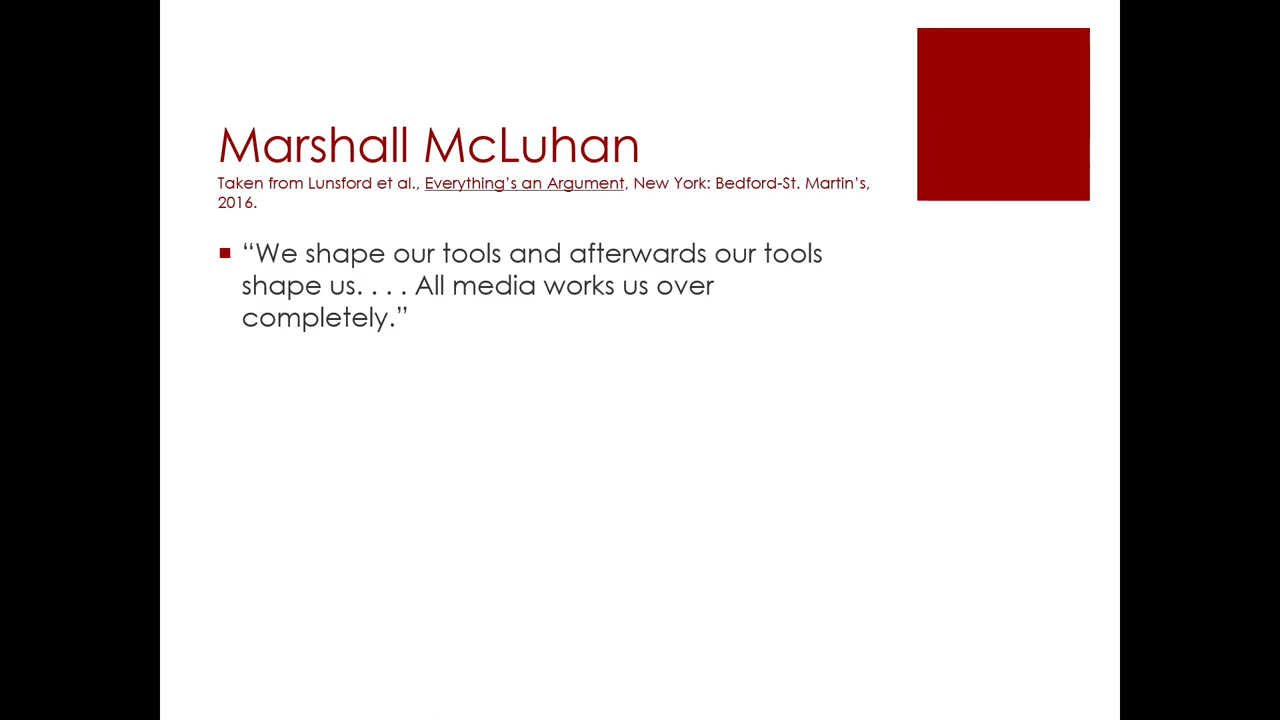 Marshall McLuhan
Taken from Lunsford et al., Everything’s an Argument, New York: Bedford-St. Martin’s,
2016.
“We shape our tools and afterwards our tools
shape us. . . . All media works us over
completely.”